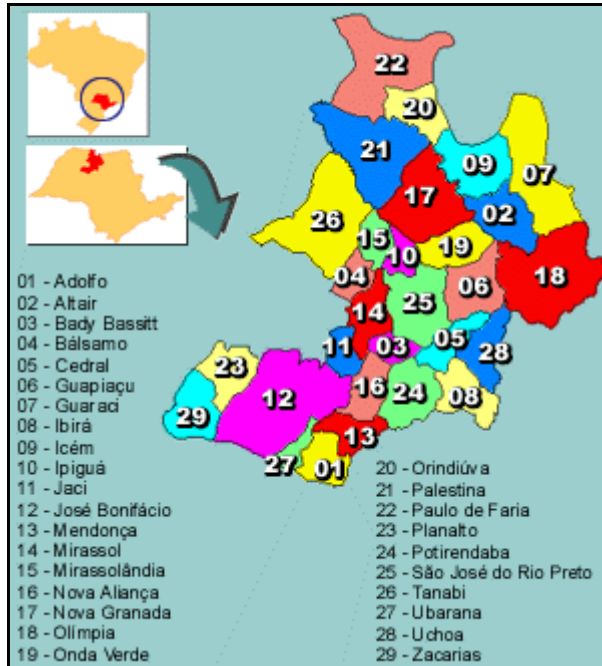 22
20
21
09
07
17
02
26
15
19
10
18
04
06
25
14
05
11
03
28
23
16
12
24
08
29
13
27
01
01 - Adolfo
02 - Altair
03 - Bady Bassitt
04 - Bálsamo
05 - Cedral
06 - Guapiaçu
07 - Guaraci
08 - Ibirá
09 - Icém
10 - Ipiguá
11 - Jaci
12 - José Bonifácio
13 - Mendonça
14 - Mirassol
15 - Mirassolândia
16 - Nova Aliança
17 - Nova Granada
18 - Olímpia
19 - Onda Verde
20 - Orindiúva
21 - Palestina
22 - Paulo de Faria
23 - Planalto
24 - Potirendaba
25 - São José do Rio Preto
26 - Tanabi
27 - Ubarana
28 - Uchoa
29 - Zacarias